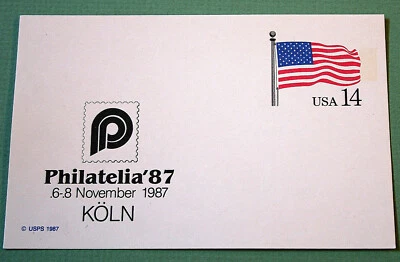 USA 14
P
Philatelia'87
.6-.8 November 1987
KÖLN
© USPS 1987